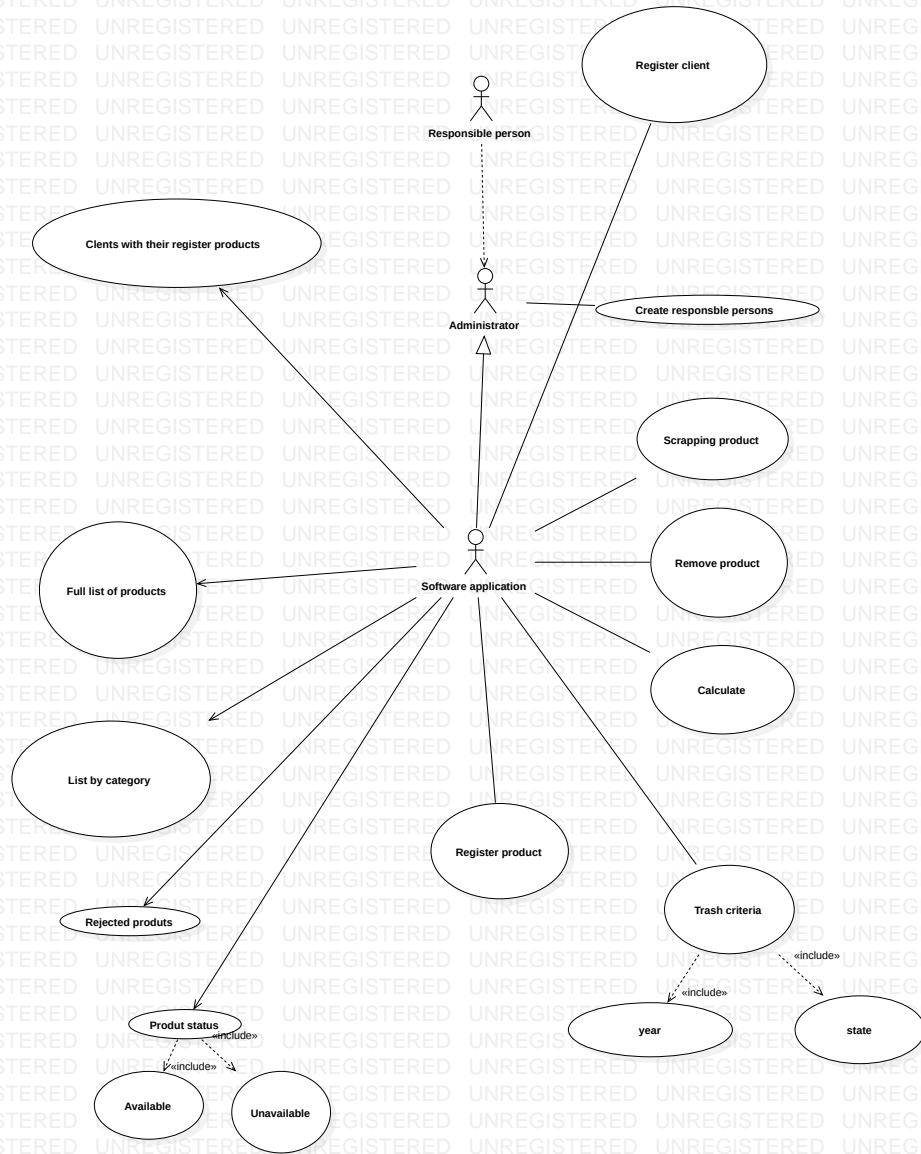 Register client
Responsible person
Clents with their register products
Administrator
Create responsble persons
Scrapping product
Remove product
Software application
Full list of products
Calculate
List by category
Register product
Trash criteria
Rejected produts
«include»
«include»
Produt status
«include»
year
state
«include»
Available
Unavailable
UNREGISTERED